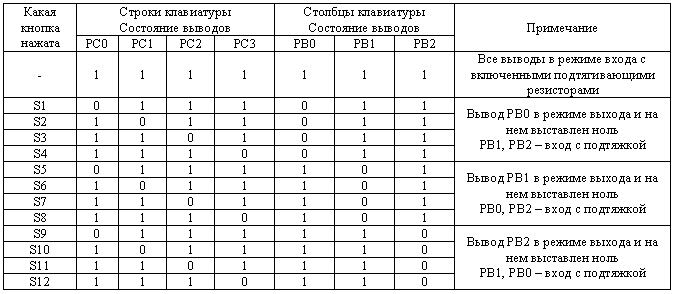 Какая кнопка нажата | Строки клавиатуры Состояние выводов | Столбцы клавиатуры Состояние выводов | Примечание
PC0 | PC1 | PC2 | PC3 | PB0 | PB1 | PB2
- | 1 | 1 | 1 | 1 | 1 | 1 | 1 | Все выводы в режиме входа с включенными подтягивающими резисторами
S1 | 0 | 1 | 1 | 1 | 0 | 1 | 1 | Вывод PB0 в режиме выхода и на нем выставлен ноль PB1, PB2 – вход с подтяжкой
S2 | 1 | 0 | 1 | 1 | 0 | 1 | 1
S3 | 1 | 1 | 0 | 1 | 0 | 1 | 1
S4 | 1 | 1 | 1 | 0 | 0 | 1 | 1
S5 | 0 | 1 | 1 | 1 | 1 | 0 | 1 | Вывод PB1 в режиме выхода и на нем выставлен ноль PB0, PB2 – вход с подтяжкой
S6 | 1 | 0 | 1 | 1 | 1 | 0 | 1
S7 | 1 | 1 | 0 | 1 | 1 | 0 | 1
S8 | 1 | 1 | 1 | 0 | 1 | 0 | 1
S9 | 0 | 1 | 1 | 1 | 1 | 1 | 0 | Вывод PB2 в режиме выхода и на нем выставлен ноль PB1, PB0 – вход с подтяжкой
S10 | 1 | 0 | 1 | 1 | 1 | 1 | 0
S11 | 1 | 1 | 0 | 1 | 1 | 1 | 0
S12 | 1 | 1 | 1 | 0 | 1 | 1 | 0